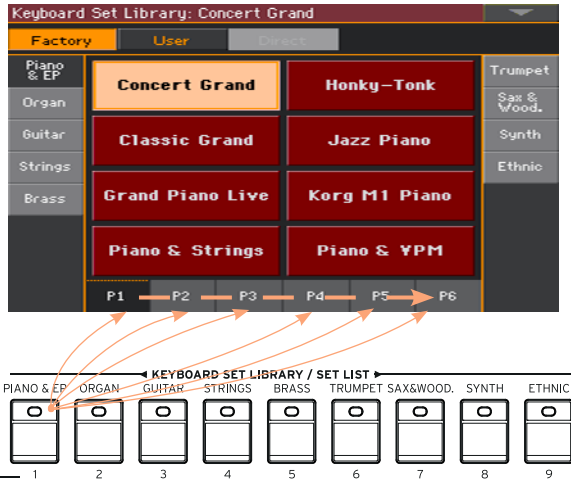 Keyboard Set Library: Concert Grand
Factory User Direct
Piano & EP
Organ
Guitar
Strings
Brass
Concert Grand Honky-Tonk
Classic Grand Jazz Piano
Grand Piano Live Korg M1 Piano
Piano & Strings Piano & YPM
Trumpet
Sax & Wood.
Synth
Ethnic
P1 P2 P3 P4 P5 P6
KEYBOARD SET LIBRARY / SET LIST
PIANO & EP ORGAN GUITAR STRINGS BRASS TRUMPET SAX&WOOD. SYNTH ETHNIC
1 2 3 4 5 6 7 8 9